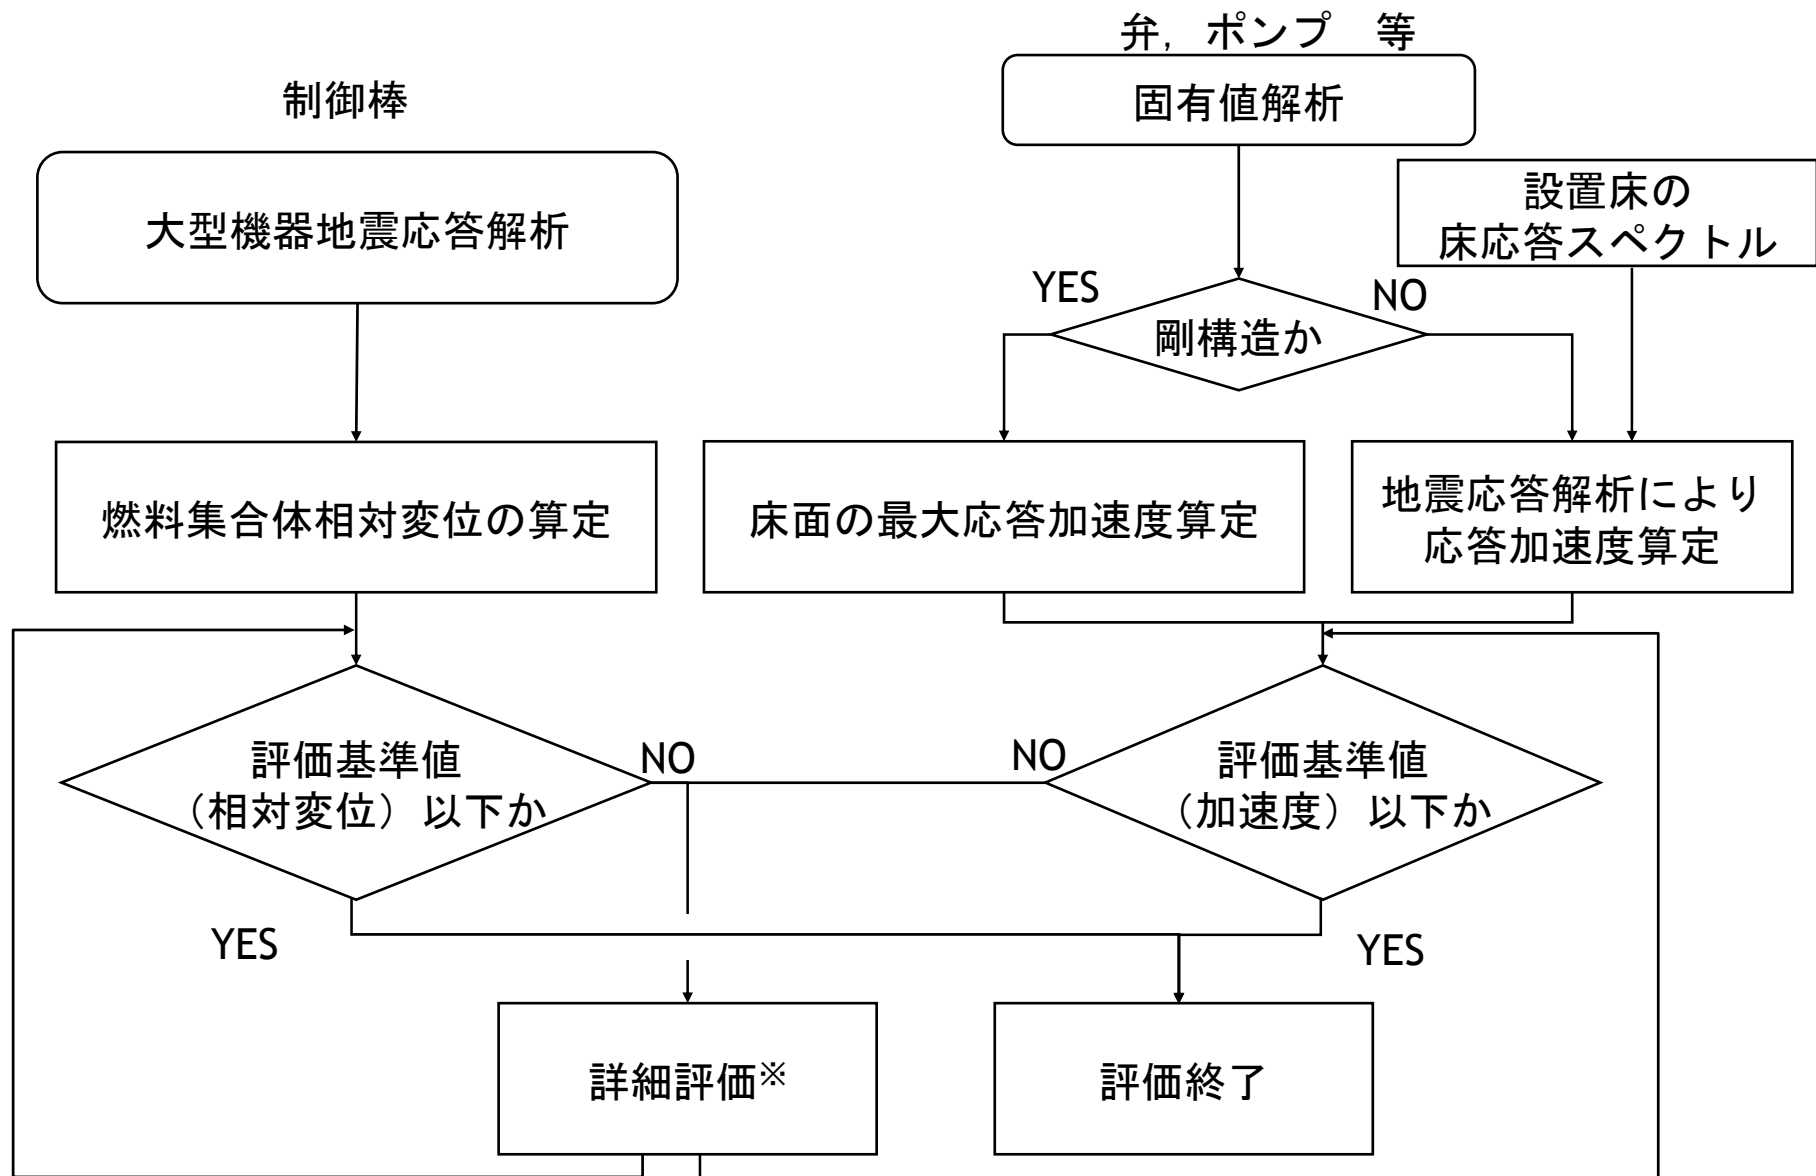 弁，ポンプ　等
制御棒
固有値解析
大型機器地震応答解析
設置床の
床応答スペクトル
YES
NO
剛構造か
燃料集合体相対変位の算定
床面の最大応答加速度算定
地震応答解析により
応答加速度算定
評価基準値
（相対変位）以下か
NO
NO
評価基準値
（加速度）以下か
YES
YES
詳細評価※
評価終了